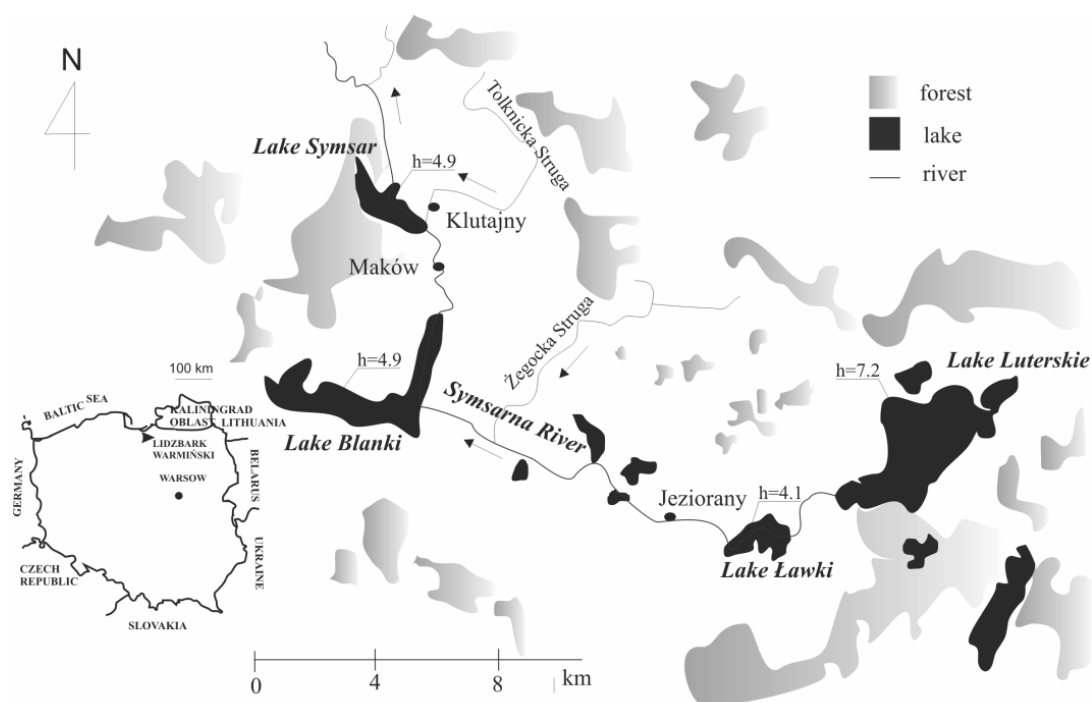 N
Tolknicka Struga
forest
lake
river
Lake Symsar
h=4.9
Klutajny
Maków
Żegocka Struga
h=4.9
Lake Blanki
Symsarna River
h=7.2
Lake Luterskie
Jeziorany
h=4.1
Lake Ławki
100 km
BALTIC SEA
KALININGRAD
OBLAST
LITHUANIA
LIDZBARK
WARMIŃSKI
WARSOW
GERMANY
BELARUS
UKRAINE
CZECH
REPUBLIC
SLOVAKIA
0
4
8
km